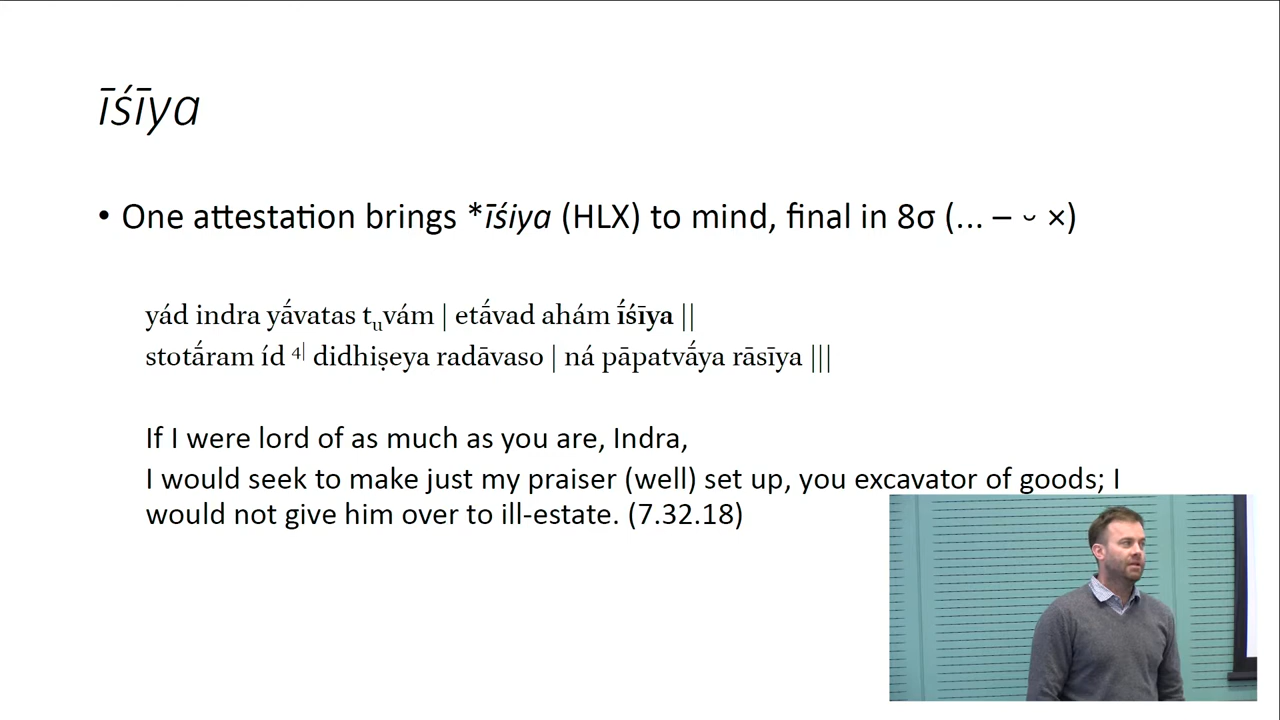 īśīya
• One attestation brings *īśiya (HLX) to mind, final in 8σ (... – ⏑ ×)
yád indra yā́vatas tᵤvám | etā́vad ahám ī́śīya ||
stotā́ram íd ⁴| didhiṣeya radāvaso | ná pāpatvā́ya rāsīya |||
If I were lord of as much as you are, Indra,
I would seek to make just my praiser (well) set up, you excavator of goods; I
would not give him over to ill-estate. (7.32.18)